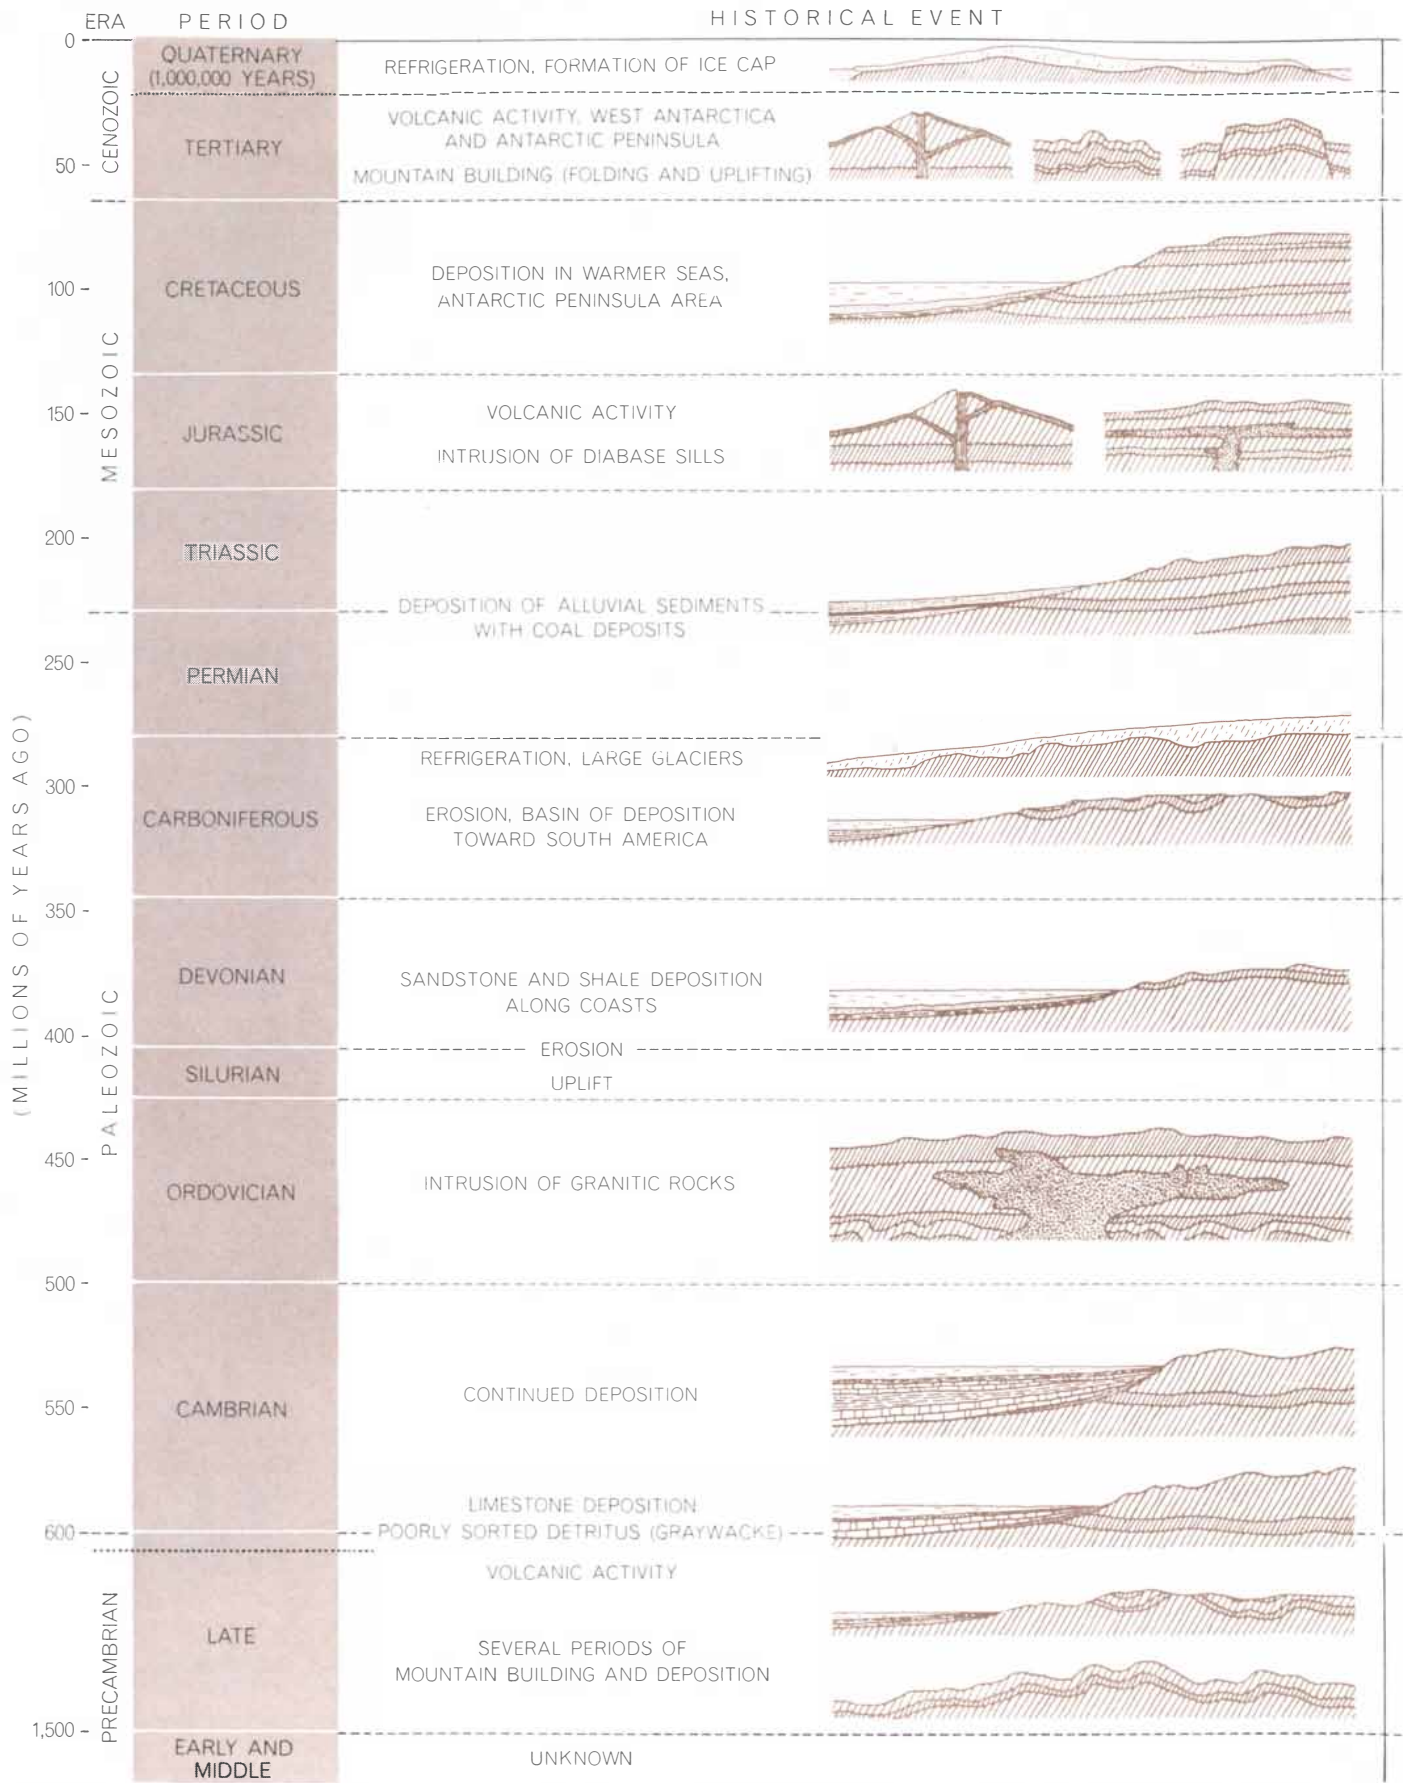 ERA PERIOD HISTORICAL EVENT
0
QUATERNARY
(1,000,000 YEARS)
REFRIGERATION, FORMATION OF ICE CAP
CENOZOIC
TERTIARY
VOLCANIC ACTIVITY, WEST ANTARCTICA
AND ANTARCTIC PENINSULA
50
MOUNTAIN BUILDING (FOLDING AND UPLIFTING)
MESOZOIC
100
CRETACEOUS
DEPOSITION IN WARMER SEAS,
ANTARCTIC PENINSULA AREA
150
JURASSIC
VOLCANIC ACTIVITY
INTRUSION OF DIABASE SILLS
200
TRIASSIC
DEPOSITION OF ALLUVIAL SEDIMENTS
WITH COAL DEPOSITS
250
PERMIAN
(MILLIONS OF YEARS AGO)
PALEOZOIC
REFRIGERATION, LARGE GLACIERS
300
CARBONIFEROUS
EROSION, BASIN OF DEPOSITION
TOWARD SOUTH AMERICA
350
DEVONIAN
SANDSTONE AND SHALE DEPOSITION
ALONG COASTS
400
EROSION
SILURIAN
UPLIFT
450
ORDOVICIAN
INTRUSION OF GRANITIC ROCKS
500
CAMBRIAN
CONTINUED DEPOSITION
550
LIMESTONE DEPOSITION
600
POORLY SORTED DETRITUS (GRAYWACKE)
PRECAMBRIAN
VOLCANIC ACTIVITY
LATE
SEVERAL PERIODS OF
MOUNTAIN BUILDING AND DEPOSITION
1,500
EARLY AND
MIDDLE
UNKNOWN